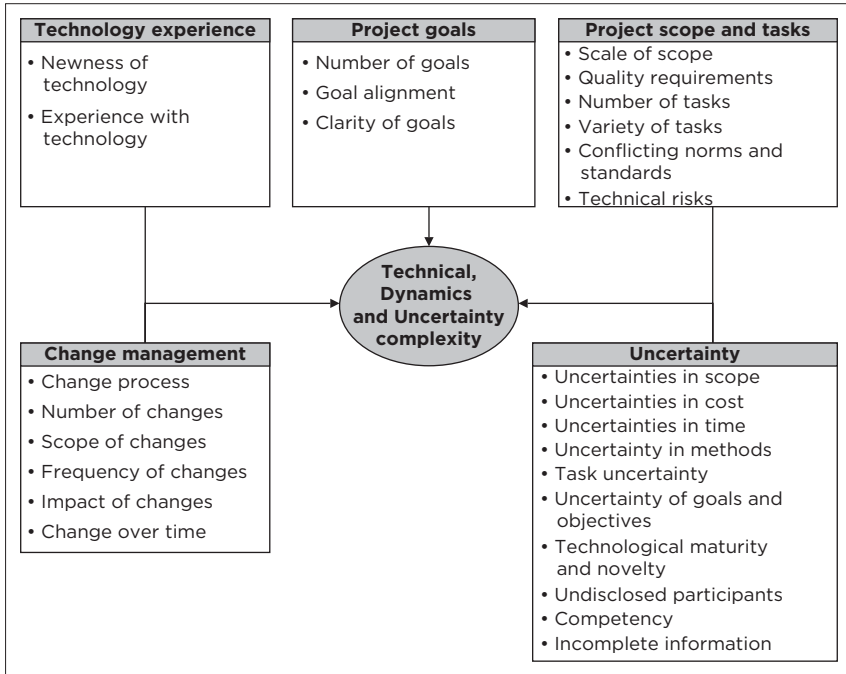 Technology experience
• Newness of
technology
• Experience with
technology
Project goals
• Number of goals
• Goal alignment
• Clarity of goals
Project scope and tasks
• Scale of scope
• Quality requirements
• Number of tasks
• Variety of tasks
• Conflicting norms and
standards
• Technical risks
Technical,
Dynamics
and Uncertainty
complexity
Change management
• Change process
• Number of changes
• Scope of changes
• Frequency of changes
• Impact of changes
• Change over time
Uncertainty
• Uncertainties in scope
• Uncertainties in cost
• Uncertainties in time
• Uncertainty in methods
• Task uncertainty
• Uncertainty of goals and
objectives
• Technological maturity
and novelty
• Undisclosed participants
• Competency
• Incomplete information